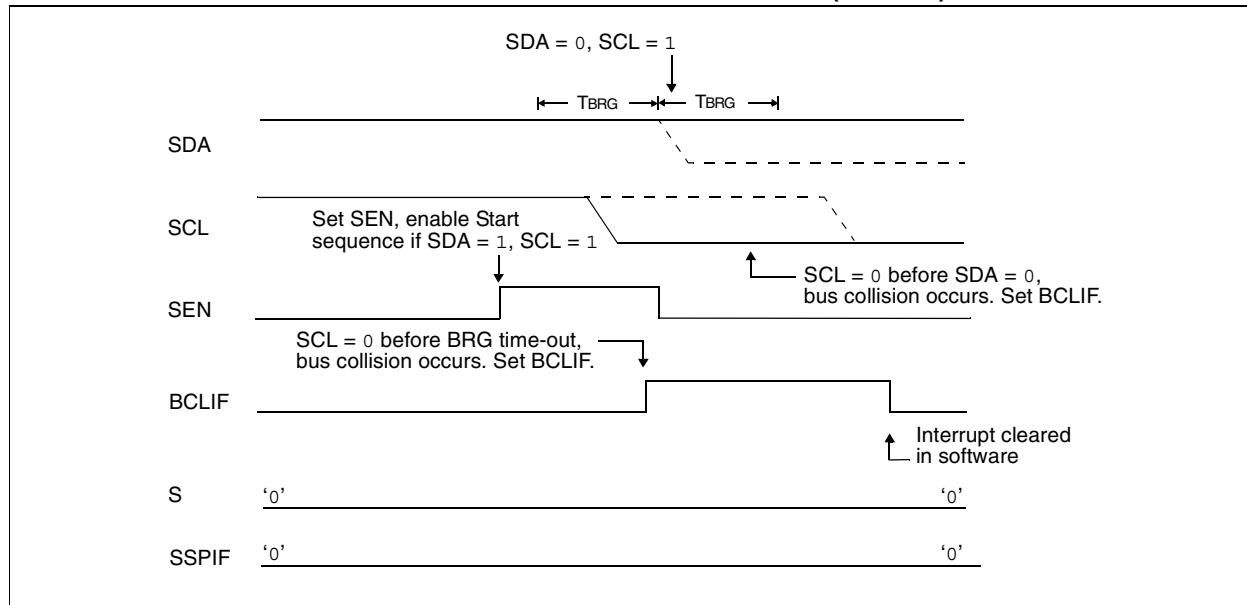 SDA = 0, SCL = 1
TBRG TBRG
SDA
SCL
Set SEN, enable Start
sequence if SDA = 1, SCL = 1
SCL = 0 before SDA = 0,
bus collision occurs. Set BCLIF.
SEN
SCL = 0 before BRG time-out,
bus collision occurs. Set BCLIF.
BCLIF
Interrupt cleared
in software
S ‘0’ ‘0’
SSPIF ‘0’ ‘0’